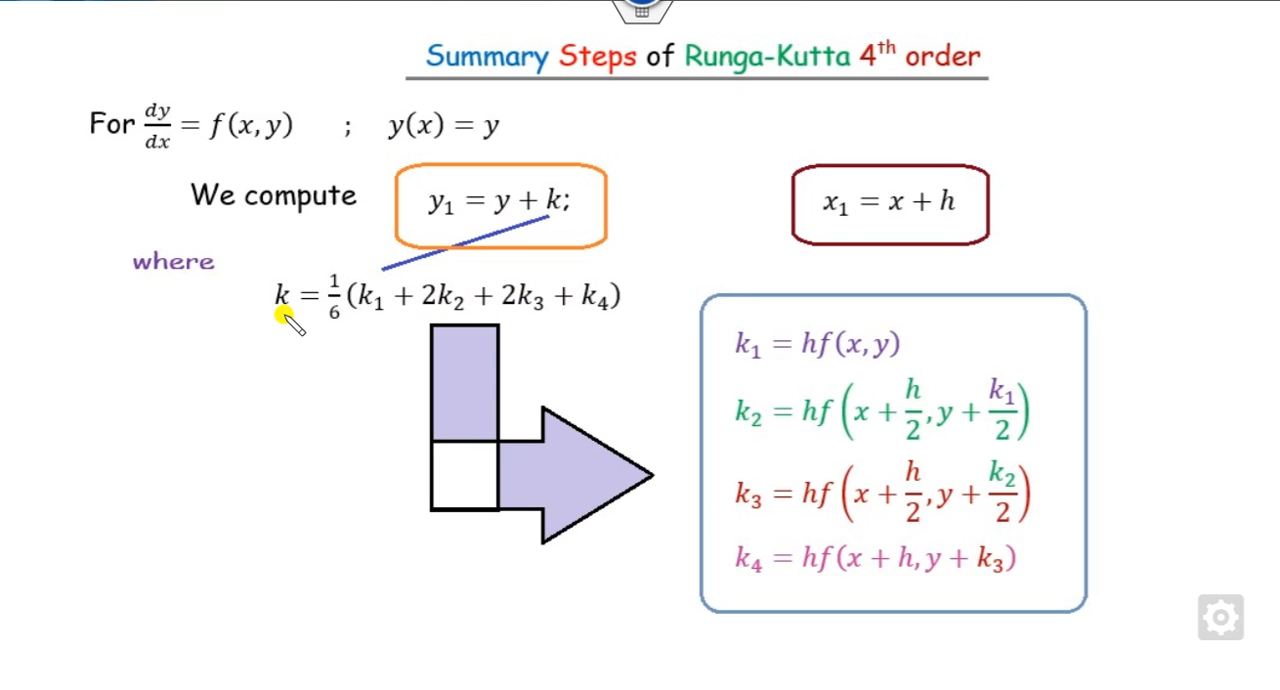 Summary Steps of Runga-Kutta 4th order
For dy/dx = f(x, y) ; y(x) = y
We compute y₁ = y + k; x₁ = x + h
where
k = 1/6 (k₁ + 2k₂ + 2k₃ + k₄)
k₁ = hf(x, y)
k₂ = hf(x + h/2, y + k₁/2)
k₃ = hf(x + h/2, y + k₂/2)
k₄ = hf(x + h, y + k₃)